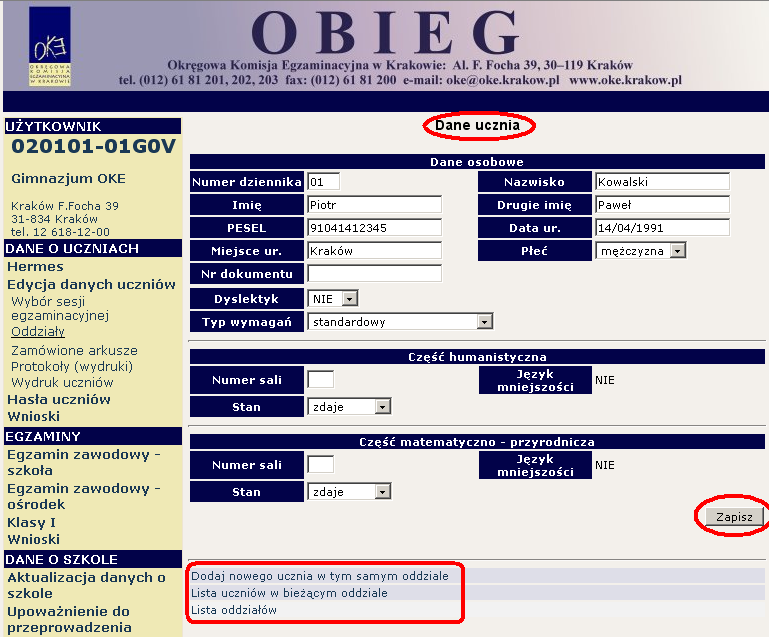 OKE
OKRĘGOWA
KOMISJA
EGZAMINACYJNA
W KRAKOWIE
OBIEG
Okręgowa Komisja Egzaminacyjna w Krakowie: Al. F. Focha 39, 30–119 Kraków
tel. (012) 61 81 201, 202, 203 fax: (012) 61 81 200 e-mail: oke@oke.krakow.pl www.oke.krakow.pl
UŻYTKOWNIK
020101-01G0V
Gimnazjum OKE
Kraków F.Focha 39
31-834 Kraków
tel. 12 618-12-00
DANE O UCZNIACH
Hermes
Edycja danych uczniów
Wybór sesji
egzaminacyjnej
Oddziały
Zamówione arkusze
Protokoły (wydruki)
Wydruk uczniów
Hasła uczniów
Wnioski
EGZAMINY
Egzamin zawodowy -
szkoła
Egzamin zawodowy -
ośrodek
Klasy I
Wnioski
DANE O SZKOLE
Aktualizacja danych o
szkole
Upoważnienie do
przeprowadzenia
Dane ucznia
Dane osobowe
Numer dziennika 01 Nazwisko Kowalski
Imię Piotr Drugie imię Paweł
PESEL 91041412345 Data ur. 14/04/1991
Miejsce ur. Kraków Płeć mężczyzna
Nr dokumentu
Dyslektyk NIE
Typ wymagań standardowy
Część humanistyczna
Numer sali Język mniejszości NIE
Stan zdaje
Część matematyczno - przyrodnicza
Numer sali Język mniejszości NIE
Stan zdaje
Zapisz
Dodaj nowego ucznia w tym samym oddziale
Lista uczniów w bieżącym oddziale
Lista oddziałów